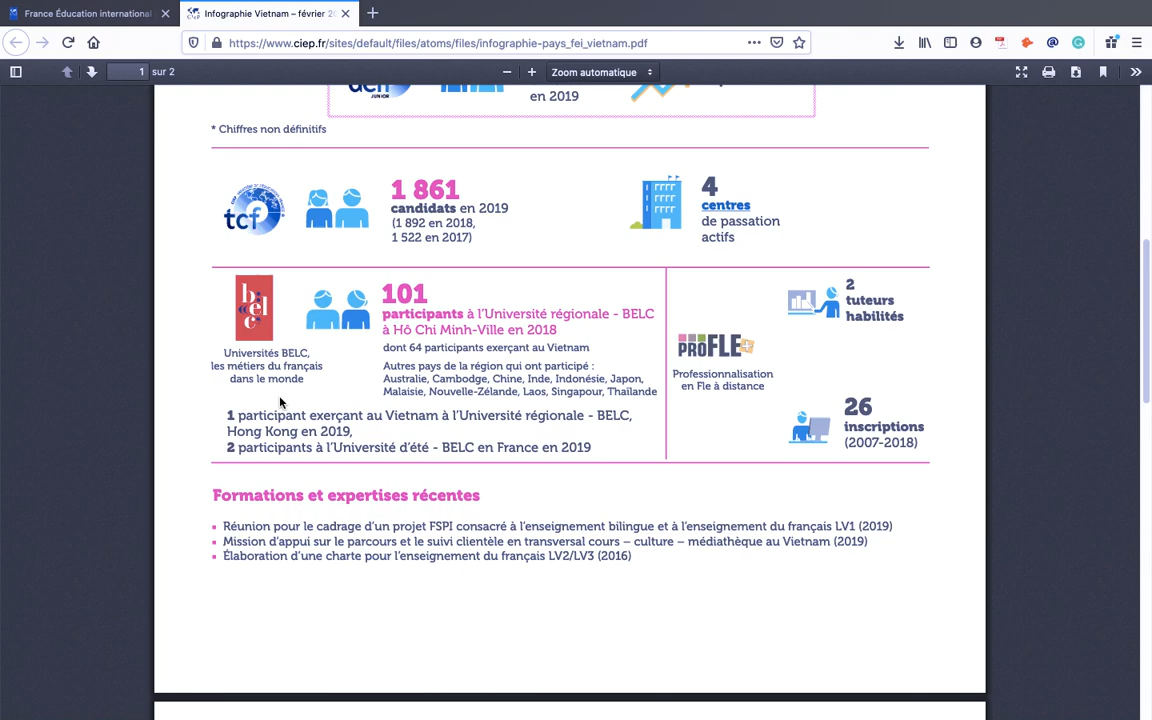 France Éducation international
Infographie Vietnam – février 20
https://www.ciep.fr/sites/default/files/atoms/files/infographie-pays_fei_vietnam.pdf
1 sur 2
Zoom automatique
JUNIOR
en 2019
* Chiffres non définitifs
tcf
1 861
candidats en 2019
(1 892 en 2018,
1 522 en 2017)
4
centres
de passation
actifs
belc
Universités BELC,
les métiers du français
dans le monde
101
participants à l'Université régionale - BELC
à Hô Chi Minh-Ville en 2018
dont 64 participants exerçant au Vietnam
Autres pays de la région qui ont participé :
Australie, Cambodge, Chine, Inde, Indonésie, Japon,
Malaisie, Nouvelle-Zélande, Laos, Singapour, Thaïlande
1 participant exerçant au Vietnam à l'Université régionale - BELC,
Hong Kong en 2019,
2 participants à l'Université d'été - BELC en France en 2019
PROFLE+
Professionnalisation
en Fle à distance
2
tuteurs
habilités
26
inscriptions
(2007-2018)
Formations et expertises récentes
Réunion pour le cadrage d'un projet FSPI consacré à l'enseignement bilingue et à l'enseignement du français LV1 (2019)
Mission d'appui sur le parcours et le suivi clientèle en transversal cours – culture – médiathèque au Vietnam (2019)
Élaboration d'une charte pour l'enseignement du français LV2/LV3 (2016)